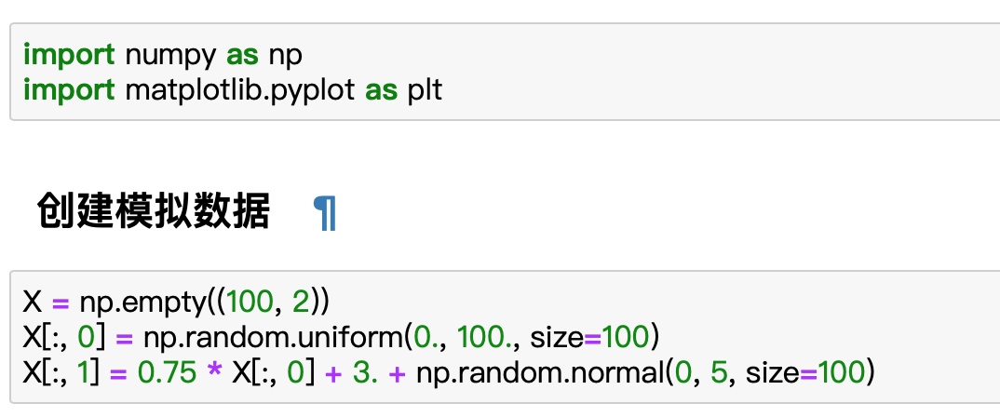 import numpy as np
import matplotlib.pyplot as plt
创建模拟数据 ¶
X = np.empty((100, 2))
X[:, 0] = np.random.uniform(0., 100., size=100)
X[:, 1] = 0.75 * X[:, 0] + 3. + np.random.normal(0, 5, size=100)